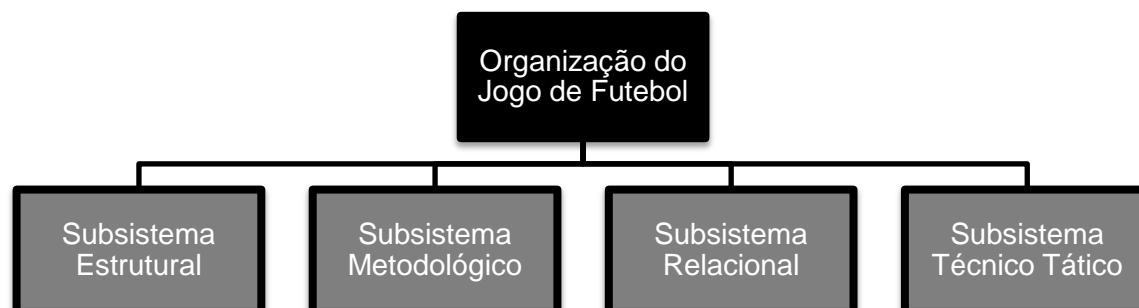 Organização do
Jogo de Futebol
Subsistema
Estrutural
Subsistema
Metodológico
Subsistema
Relacional
Subsistema
Técnico Tático